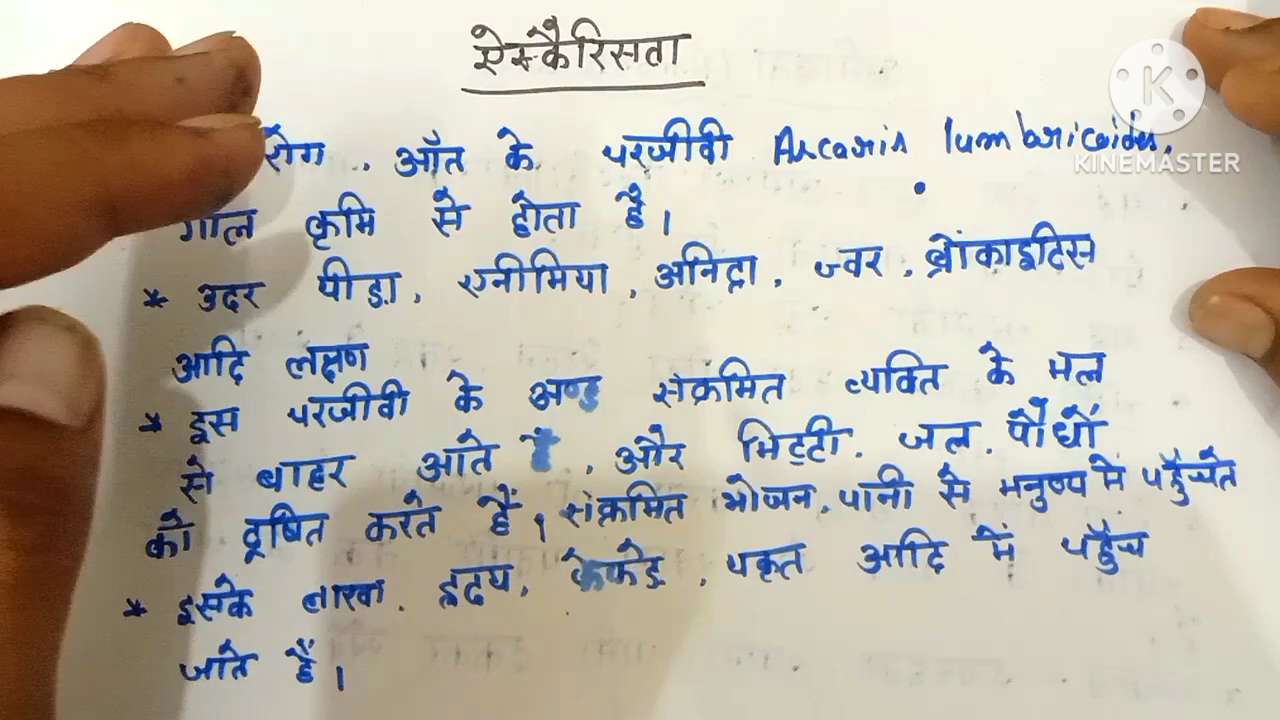 ऐस्कैरिसता
रोग, आँत के परजीवी Ascaris lumbricoides,
गोल कृमि से होता है।
* उदर पीड़ा, एनीमिया, अनिद्रा, ज्वर, ब्रोंकाइटिस
आदि लक्षण
* इस परजीवी के अण्ड संक्रमित व्यक्ति के मल
से बाहर आते है, और मिट्टी, जल, पौधों
को दूषित करते हैं। संक्रमित भोजन, पानी से मनुष्य में पहुँचते
* इसके लारवा, हृदय, फेफड़े, यकृत आदि में पहुँच
जाते हैं।
K
KINEMASTER